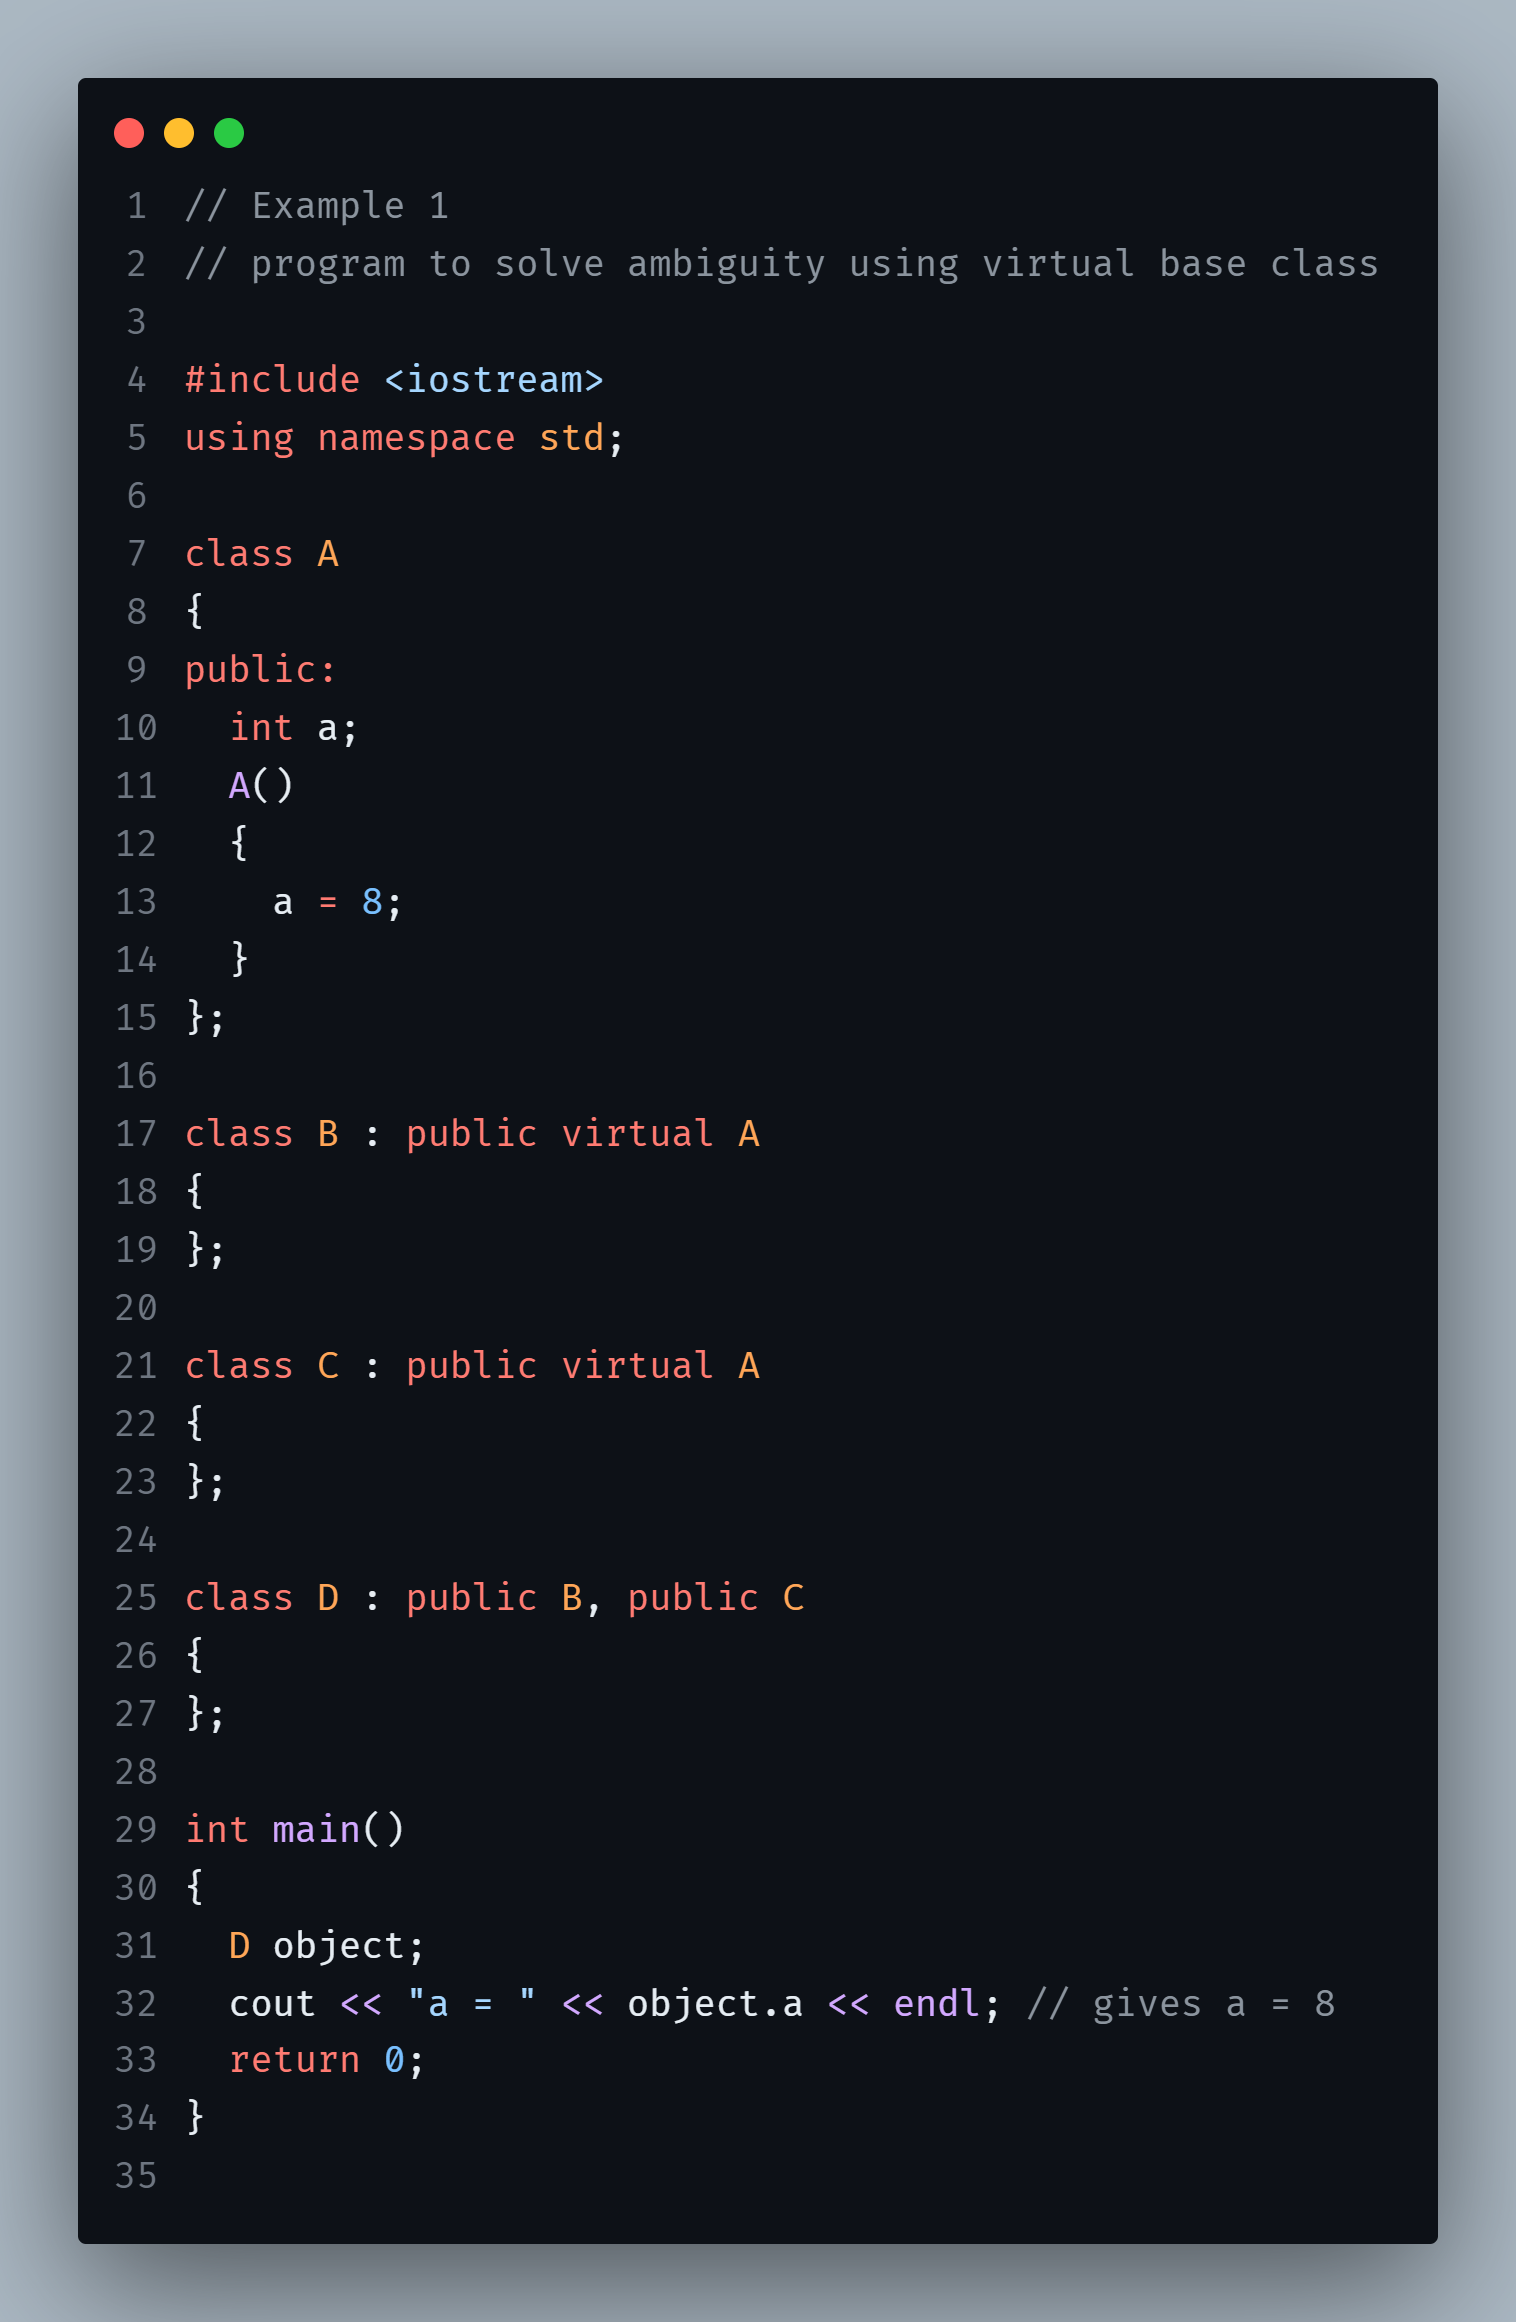 1 // Example 1
2 // program to solve ambiguity using virtual base class
3
4 #include <iostream>
5 using namespace std;
6
7 class A
8 {
9 public:
10   int a;
11   A()
12   {
13     a = 8;
14   }
15 };
16
17 class B : public virtual A
18 {
19 };
20
21 class C : public virtual A
22 {
23 };
24
25 class D : public B, public C
26 {
27 };
28
29 int main()
30 {
31   D object;
32   cout << "a = " << object.a << endl; // gives a = 8
33   return 0;
34 }
35